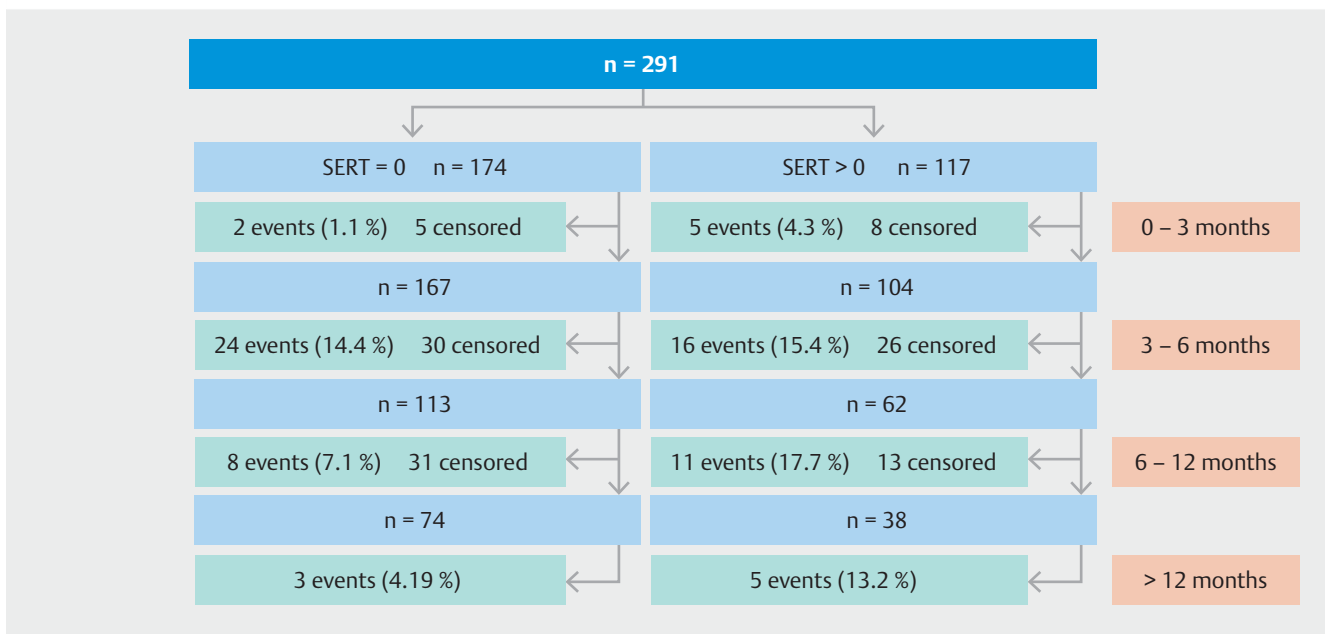 n = 291
SERT = 0 n = 174
SERT > 0 n = 117
2 events (1.1 %) 5 censored
5 events (4.3 %) 8 censored
0 – 3 months
n = 167
n = 104
24 events (14.4 %) 30 censored
16 events (15.4 %) 26 censored
3 – 6 months
n = 113
n = 62
8 events (7.1 %) 31 censored
11 events (17.7 %) 13 censored
6 – 12 months
n = 74
n = 38
3 events (4.19 %)
5 events (13.2 %)
> 12 months